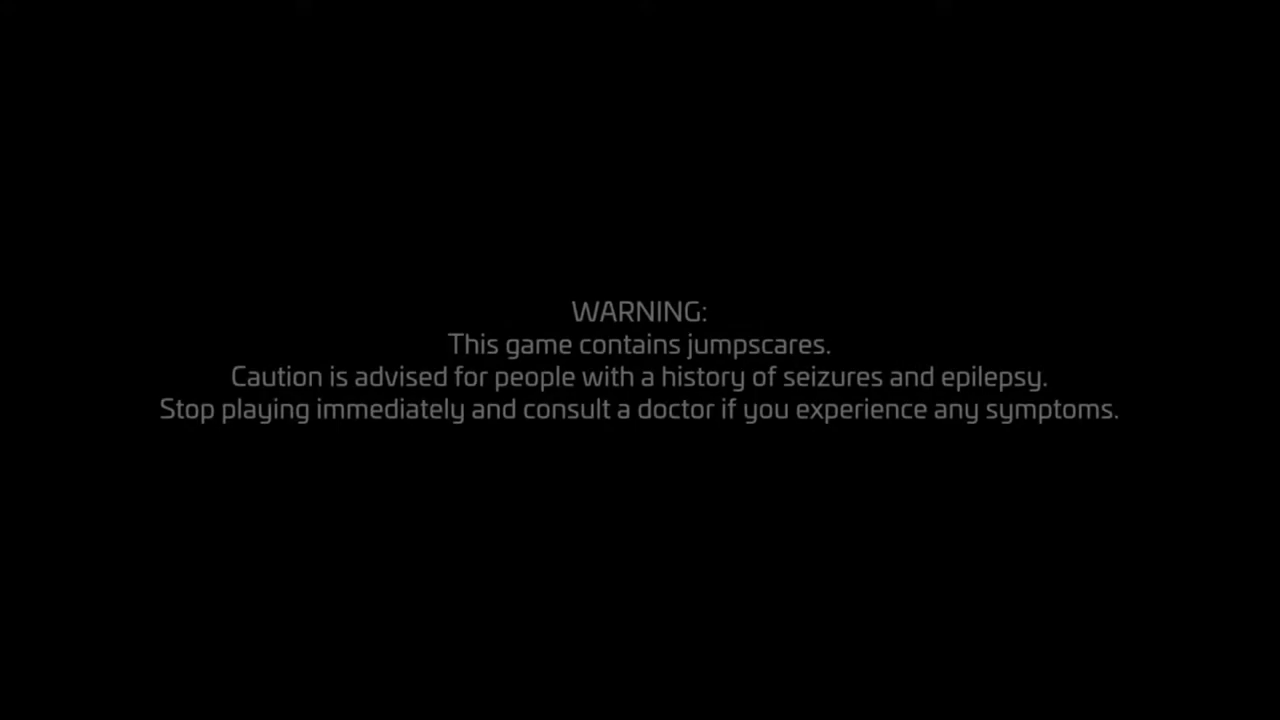 WARNING:
This game contains jumpscares.
Caution is advised for people with a history of seizures and epilepsy.
Stop playing immediately and consult a doctor if you experience any symptoms.